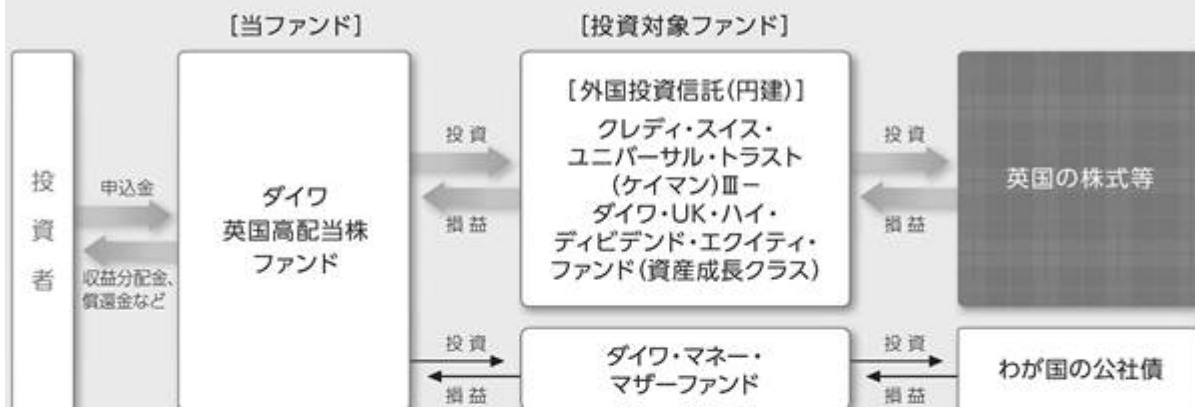 [当ファンド]
[投資対象ファンド]
投資者
申込金
収益分配金、
償還金など
ダイワ
英国高配当株
ファンド
投資
損益
[外国投資信託(円建)]
クレディ・スイス・
ユニバーサル・トラスト
(ケイマン)Ⅲ－
ダイワ・UK・ハイ・
ディビデンド・エクイティ・
ファンド(資産成長クラス)
投資
損益
英国の株式等
投資
損益
ダイワ・マネー・
マザーファンド
投資
損益
わが国の公社債